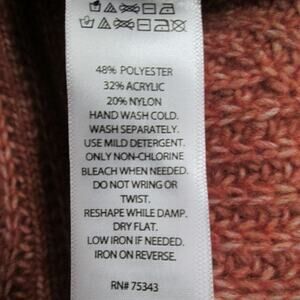 48% POLYESTER
32% ACRYLIC
20% NYLON
HAND WASH COLD.
WASH SEPARATELY.
USE MILD DETERGENT.
ONLY NON-CHLORINE
BLEACH WHEN NEEDED.
DO NOT WRING OR
TWIST.
RESHAPE WHILE DAMP.
DRY FLAT.
LOW IRON IF NEEDED.
IRON ON REVERSE.
RN# 75343